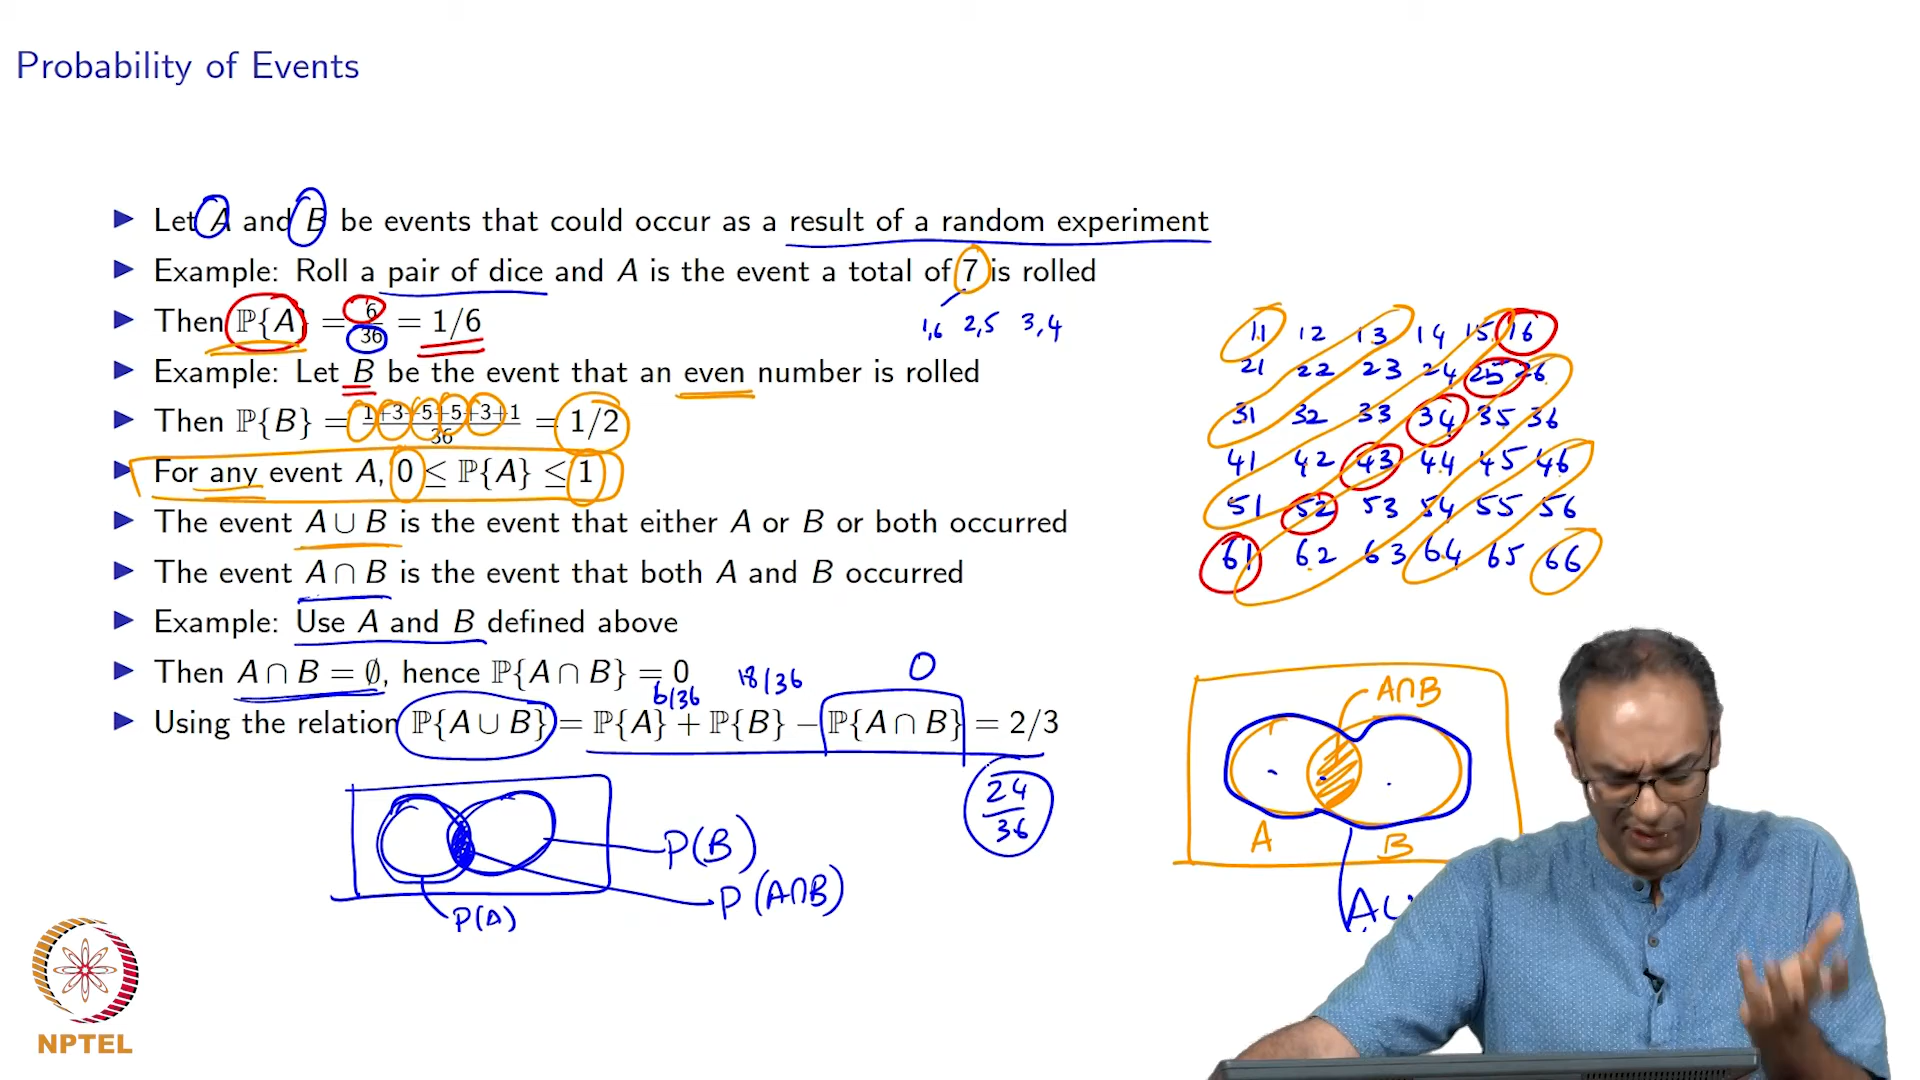 Probability of Events
Let A and B be events that could occur as a result of a random experiment
Example: Roll a pair of dice and A is the event a total of 7 is rolled
1,6 2,5 3,4
Then ℙ{A} = 6/36 = 1/6
Example: Let B be the event that an even number is rolled
Then ℙ{B} = 1+3+5+5+3+1/36 = 1/2
For any event A, 0 ≤ ℙ{A} ≤ 1
The event A ∪ B is the event that either A or B or both occurred
The event A ∩ B is the event that both A and B occurred
Example: Use A and B defined above
Then A ∩ B = ∅, hence ℙ{A ∩ B} = 0
6/36 18/36 0
Using the relation ℙ{A ∪ B} = ℙ{A} + ℙ{B} − ℙ{A ∩ B} = 2/3
24/36
P(B)
P(A∩B)
P(A)
11 12 13 14 15 16
21 22 23 24 25 26
31 32 33 34 35 36
41 42 43 44 45 46
51 52 53 54 55 56
61 62 63 64 65 66
A∩B
A B
A∪
NPTEL